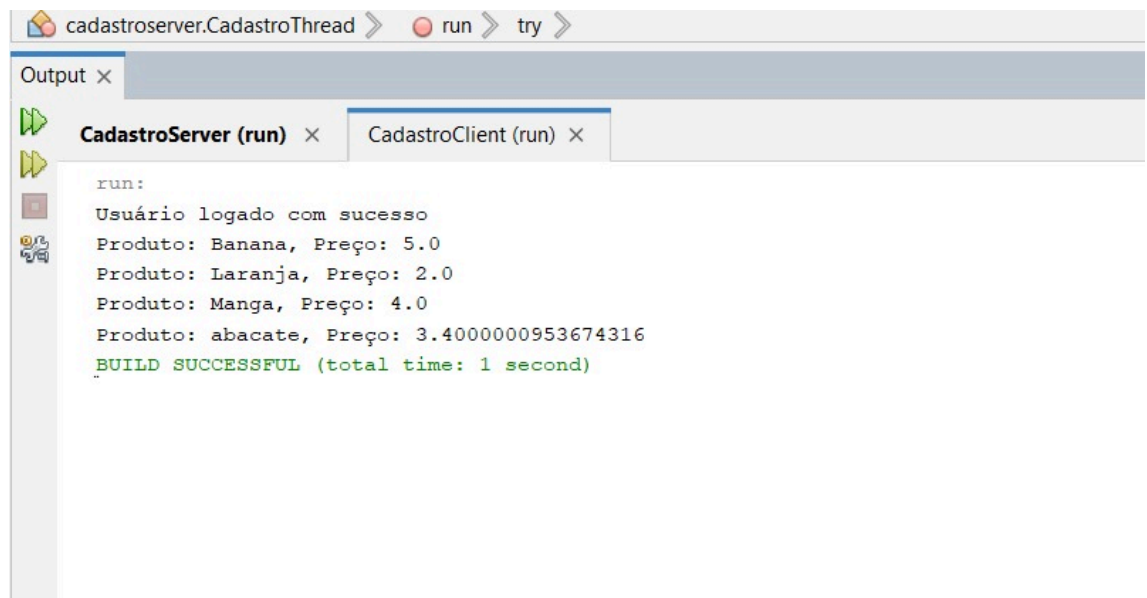 cadastroserver.CadastroThread run try
Output
CadastroServer (run) CadastroClient (run)
run:
Usuário logado com sucesso
Produto: Banana, Preço: 5.0
Produto: Laranja, Preço: 2.0
Produto: Manga, Preço: 4.0
Produto: abacate, Preço: 3.4000000953674316
BUILD SUCCESSFUL (total time: 1 second)